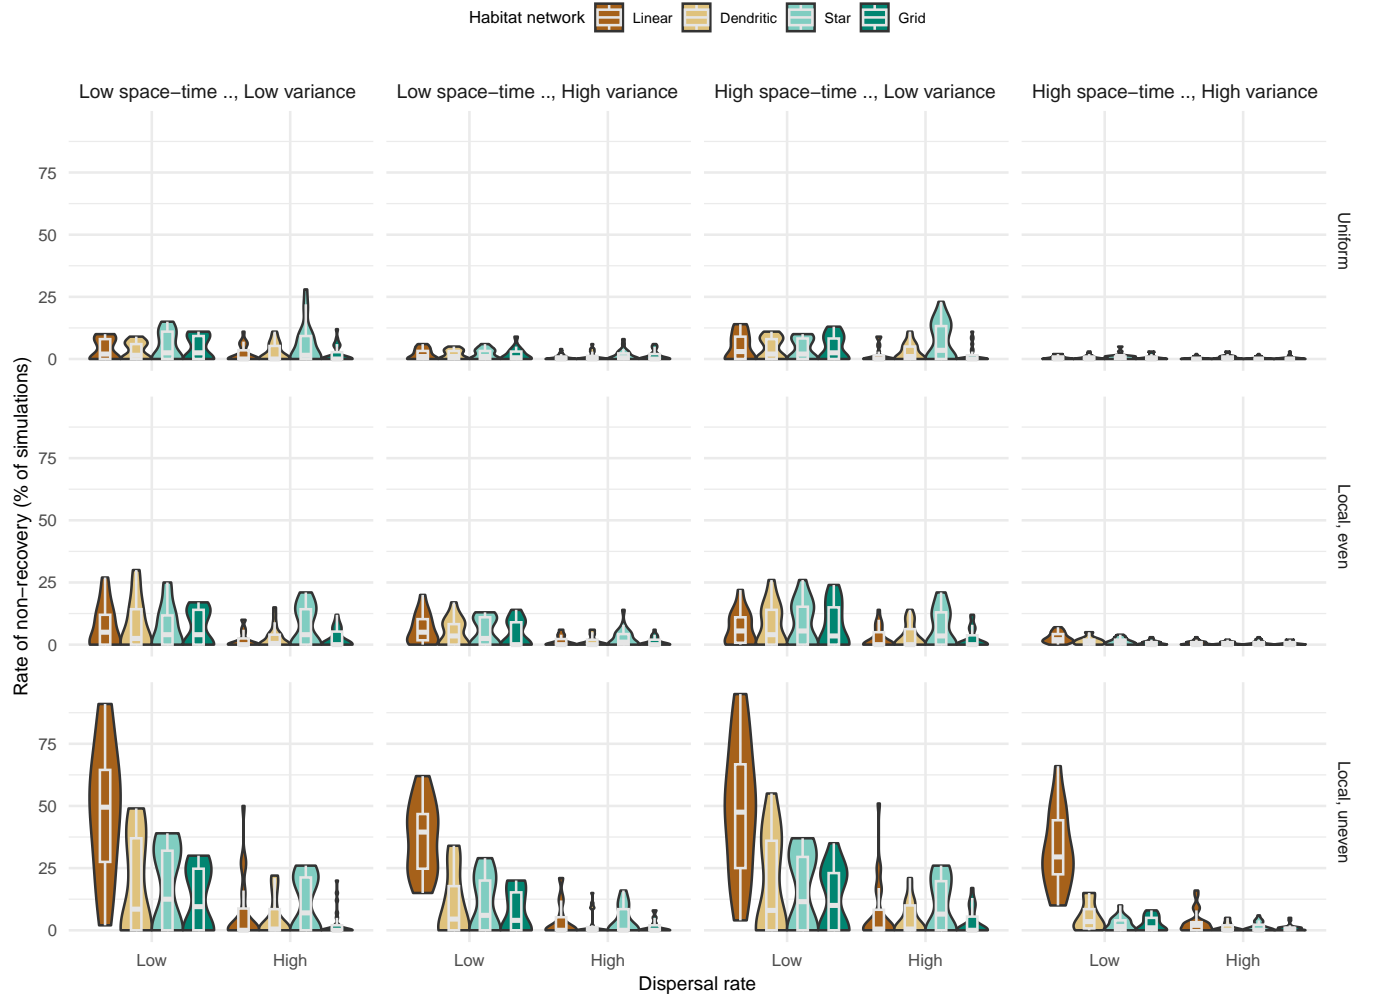 Habitat network Linear Dendritic Star Grid
Low space−time .., Low variance
Low space−time .., High variance
High space−time .., Low variance
High space−time .., High variance
75
50
25
0
Uniform
75
50
25
0
Local, even
75
50
25
0
Local, uneven
Rate of non−recovery (% of simulations)
Low High Low High Low High Low High
Dispersal rate